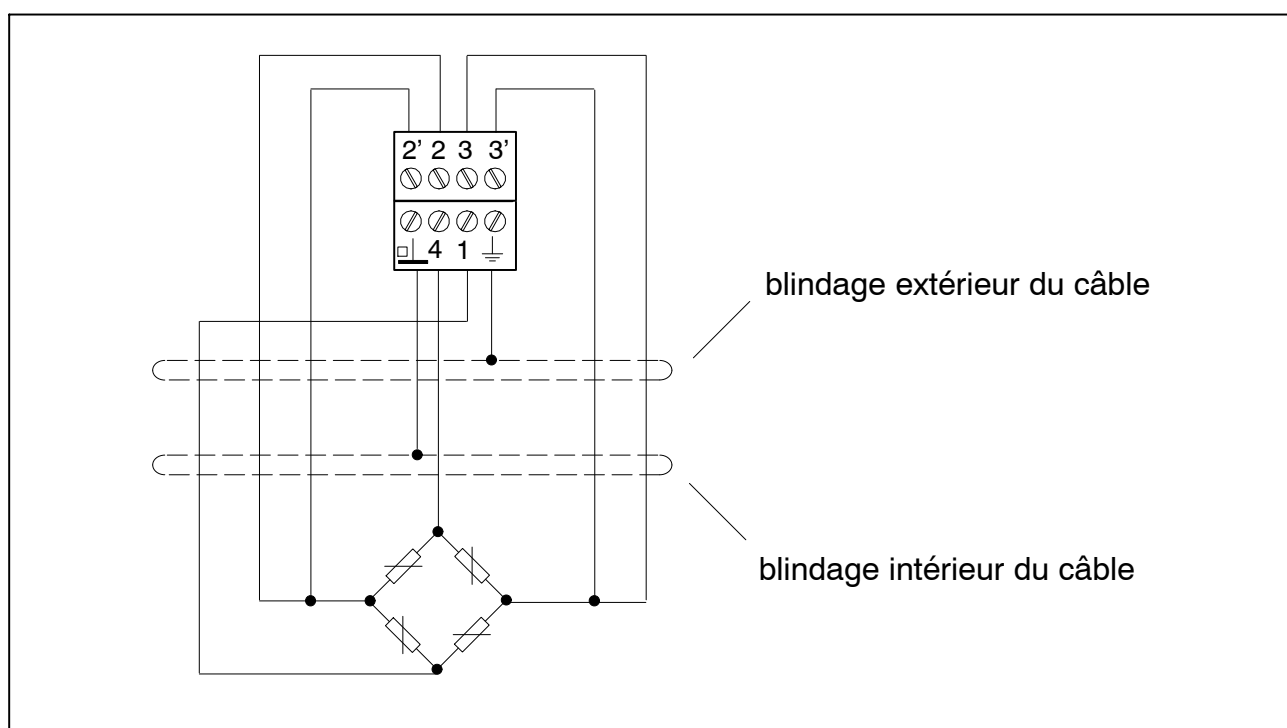 2’ 2 3 3’
4 1
blindage extérieur du câble
blindage intérieur du câble